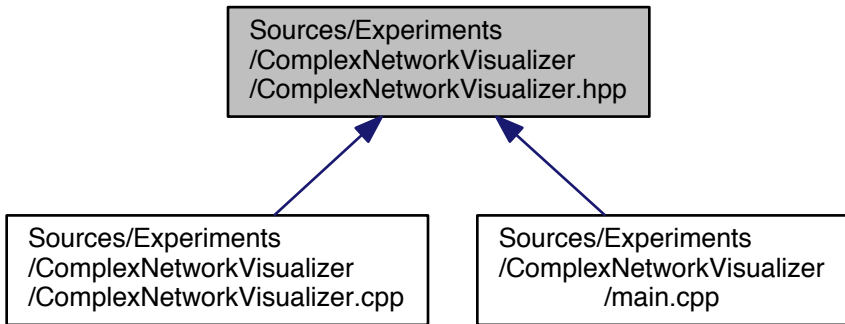 Sources/Experiments
/ComplexNetworkVisualizer
/ComplexNetworkVisualizer.hpp
Sources/Experiments
/ComplexNetworkVisualizer
/ComplexNetworkVisualizer.cpp
Sources/Experiments
/ComplexNetworkVisualizer
/main.cpp